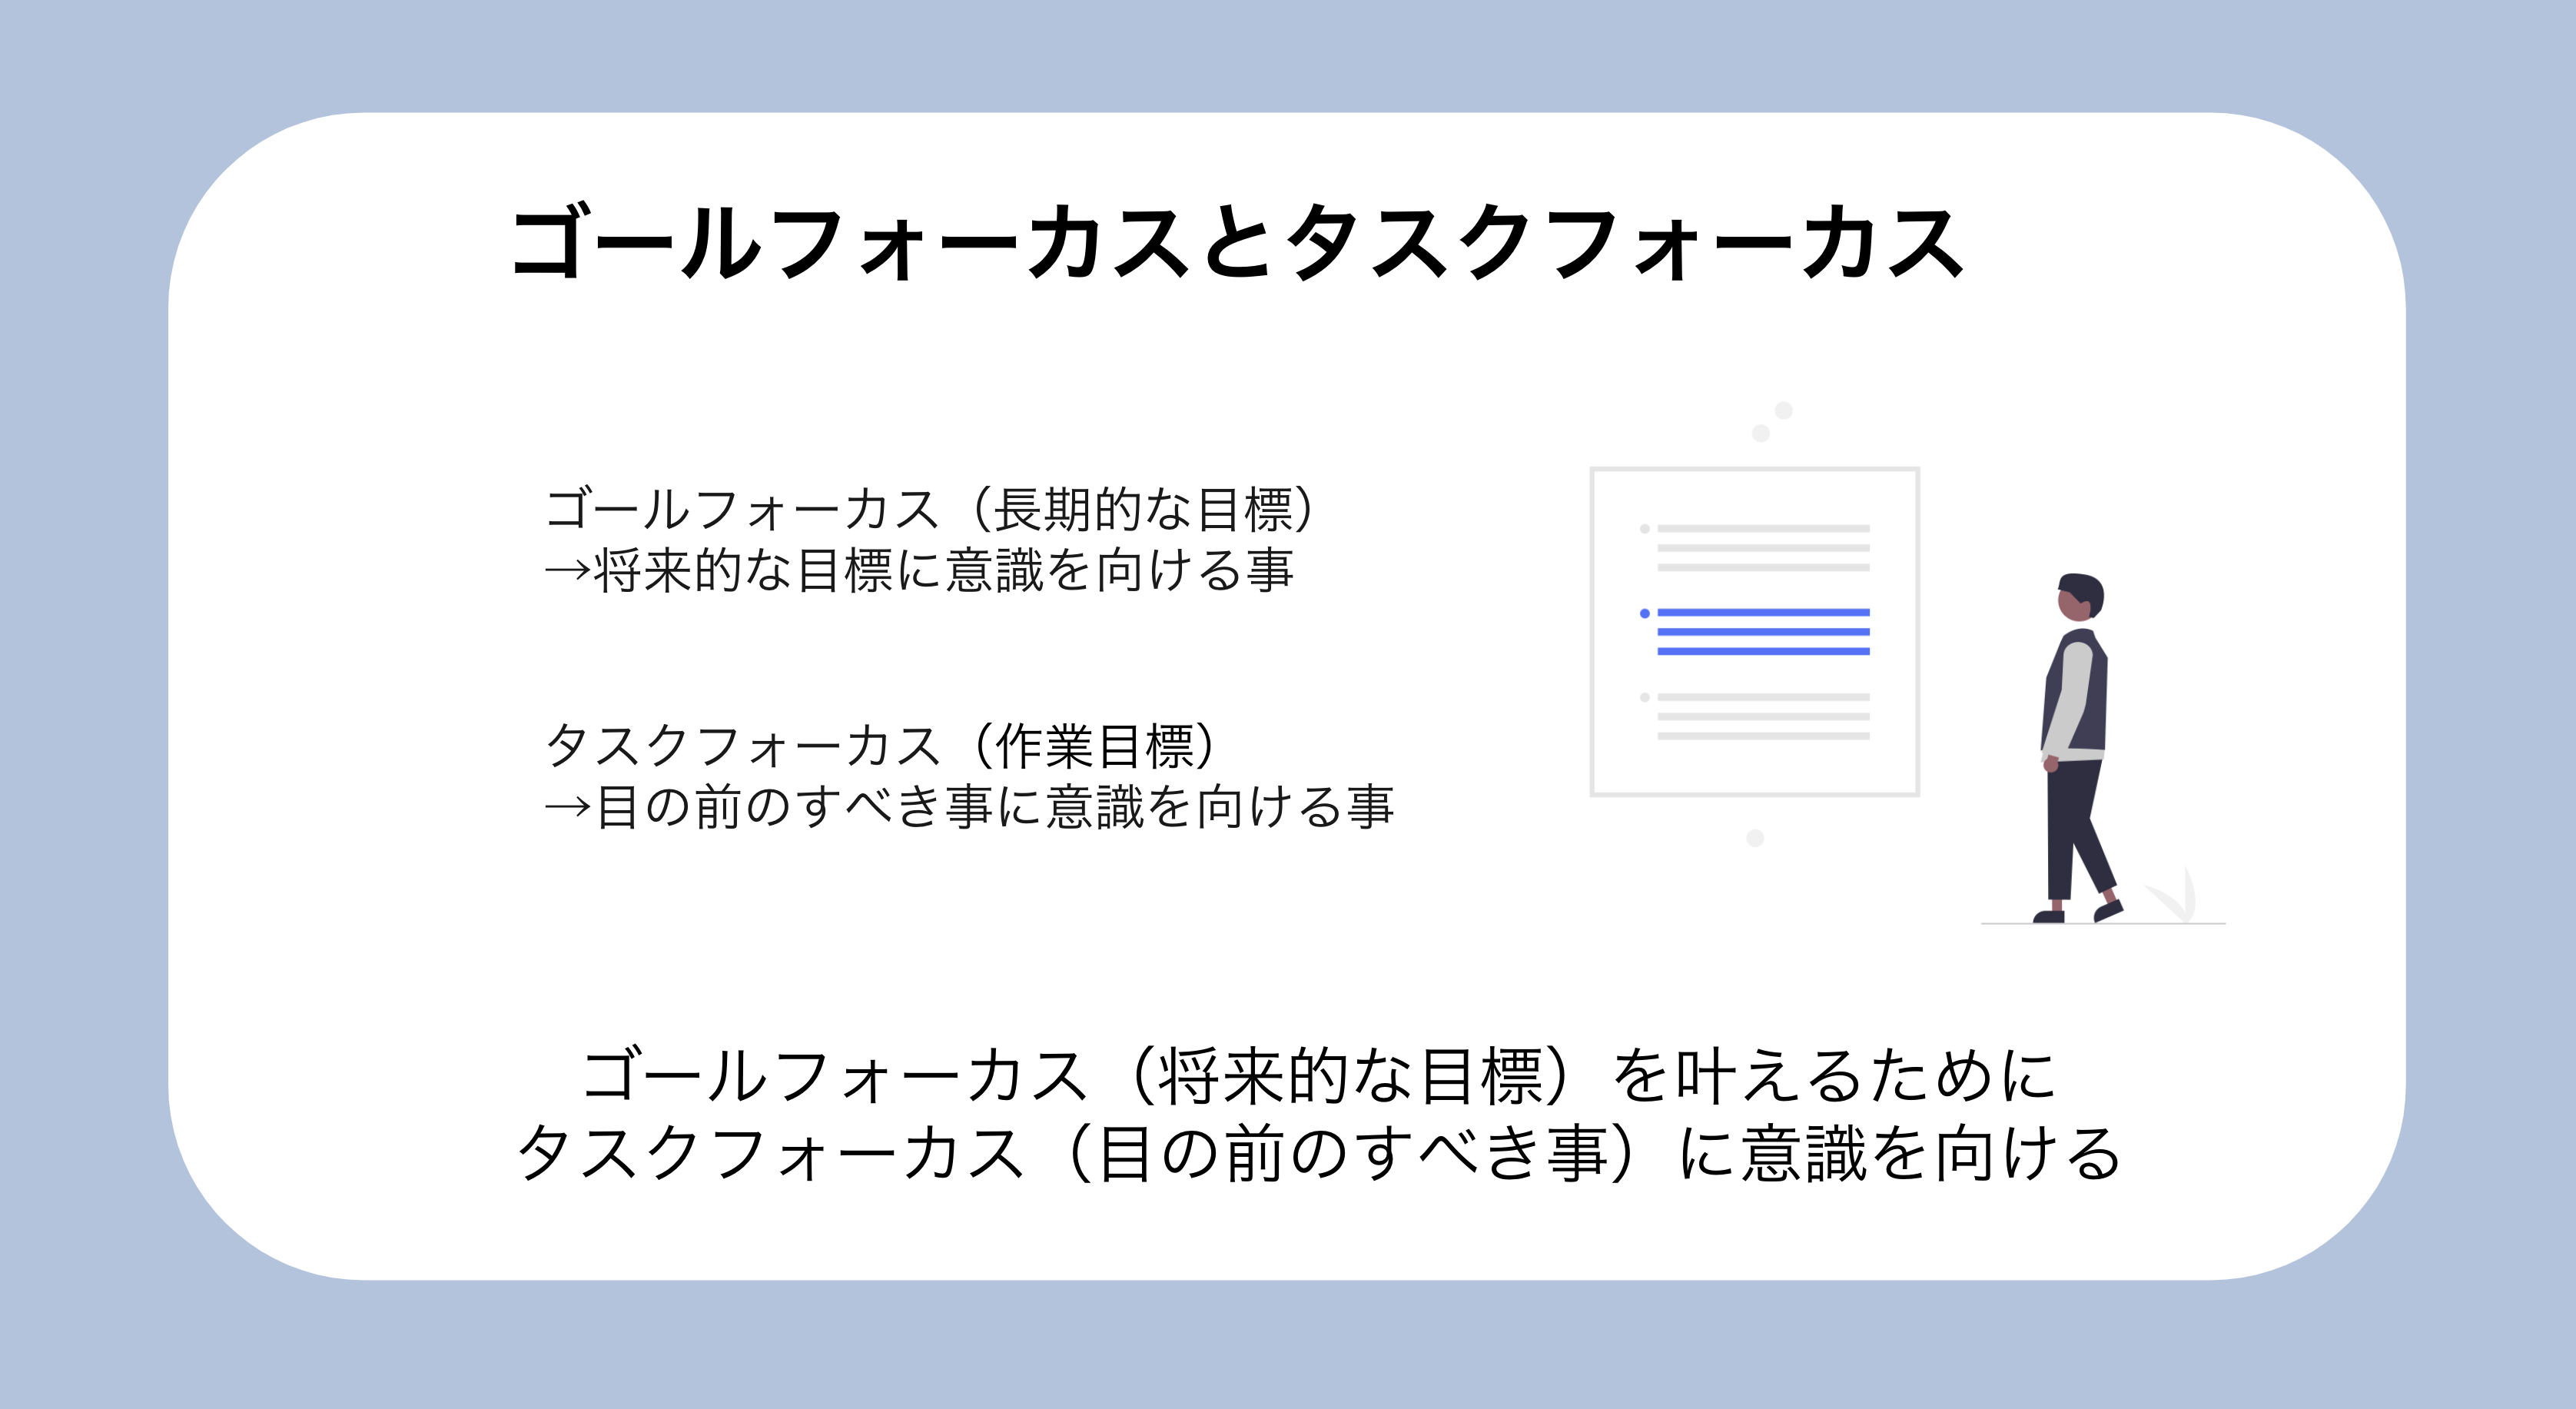 ゴールフォーカスとタスクフォーカス
ゴールフォーカス（長期的な目標）
→将来的な目標に意識を向ける事
タスクフォーカス（作業目標）
→目の前のすべき事に意識を向ける事
ゴールフォーカス（将来的な目標）を叶えるために
タスクフォーカス（目の前のすべき事）に意識を向ける